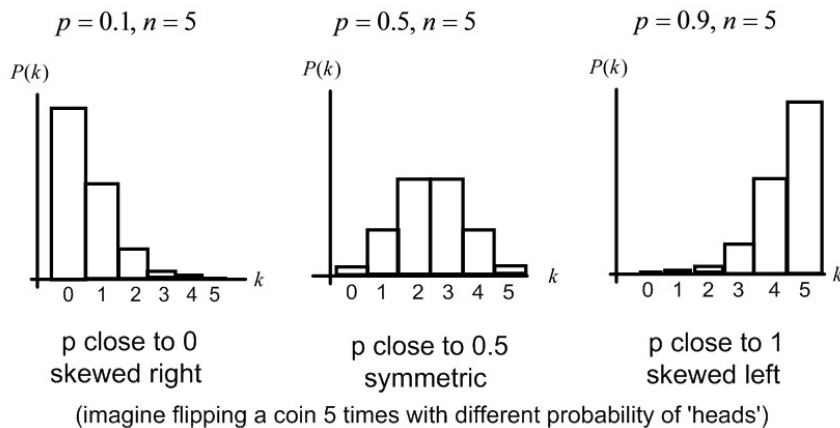 p = 0.1, n = 5
p = 0.5, n = 5
p = 0.9, n = 5
P(k)
P(k)
P(k)
k
k
k
0 1 2 3 4 5
0 1 2 3 4 5
0 1 2 3 4 5
p close to 0
skewed right
p close to 0.5
symmetric
p close to 1
skewed left
(imagine flipping a coin 5 times with different probability of 'heads')